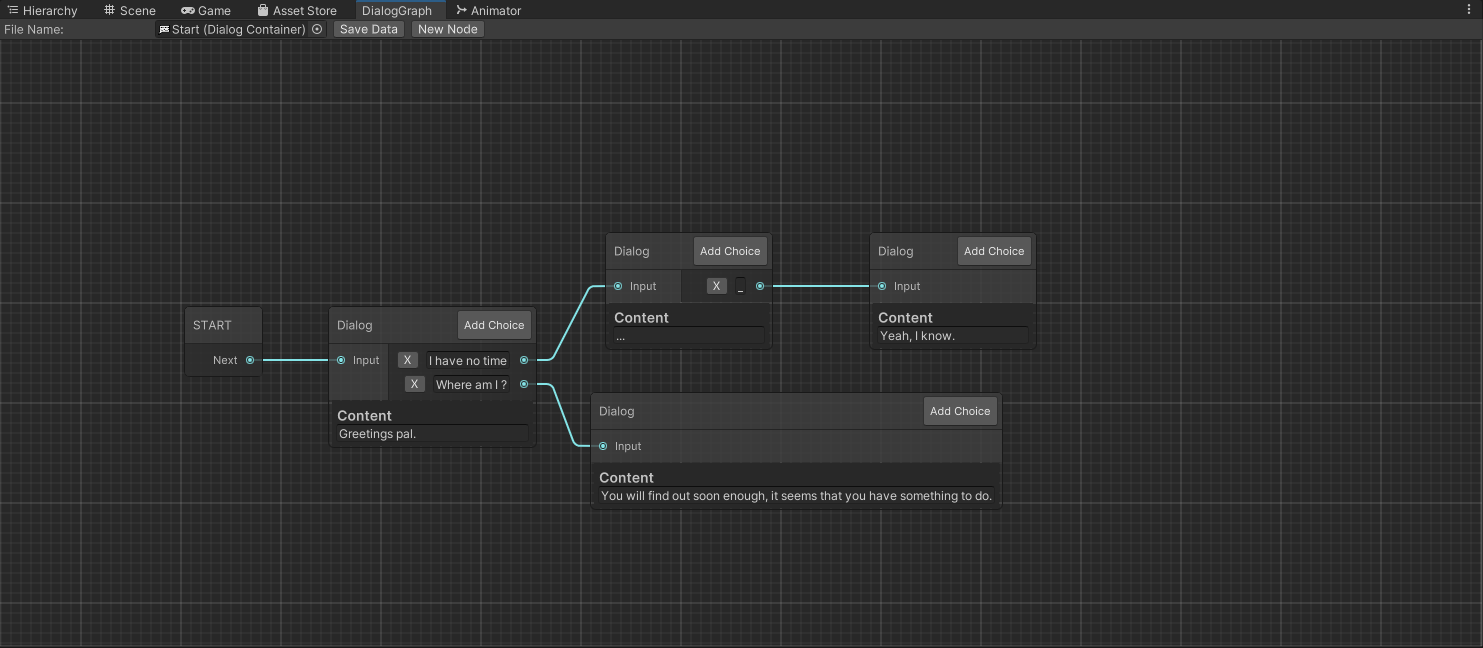 Hierarchy Scene Game Asset Store DialogGraph Animator
File Name: Start (Dialog Container) Save Data New Node
START
Next
Dialog Add Choice
Input X I have no time
X Where am I ?
Content
Greetings pal.
Dialog Add Choice
Input X _
Content
...
Dialog Add Choice
Input
Content
Yeah, I know.
Dialog Add Choice
Input
Content
You will find out soon enough, it seems that you have something to do.